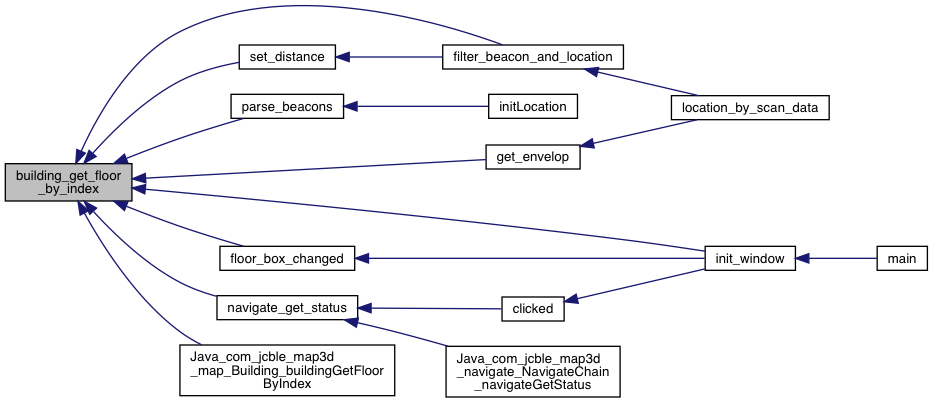 set_distance
filter_beacon_and_location
parse_beacons
initLocation
location_by_scan_data
get_envelop
building_get_floor
_by_index
floor_box_changed
init_window
main
navigate_get_status
clicked
Java_com_jcble_map3d
_map_Building_buildingGetFloor
ByIndex
Java_com_jcble_map3d
_navigate_NavigateChain
_navigateGetStatus